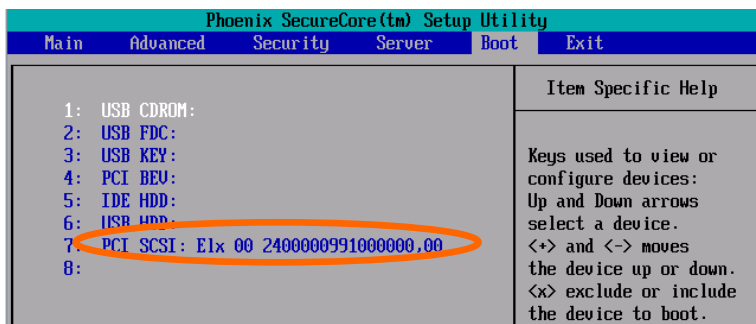 Phoenix SecureCore(tm) Setup Utility
Main Advanced Security Server Boot Exit
1: USB CDROM:
2: USB FDC:
3: USB KEY:
4: PCI BEV:
5: IDE HDD:
6: USB HDD:
7: PCI SCSI: Elx 00 2400000991000000,00
8:
Item Specific Help
Keys used to view or
configure devices:
Up and Down arrows
select a device.
<+> and <-> moves
the device up or down.
<x> exclude or include
the device to boot.